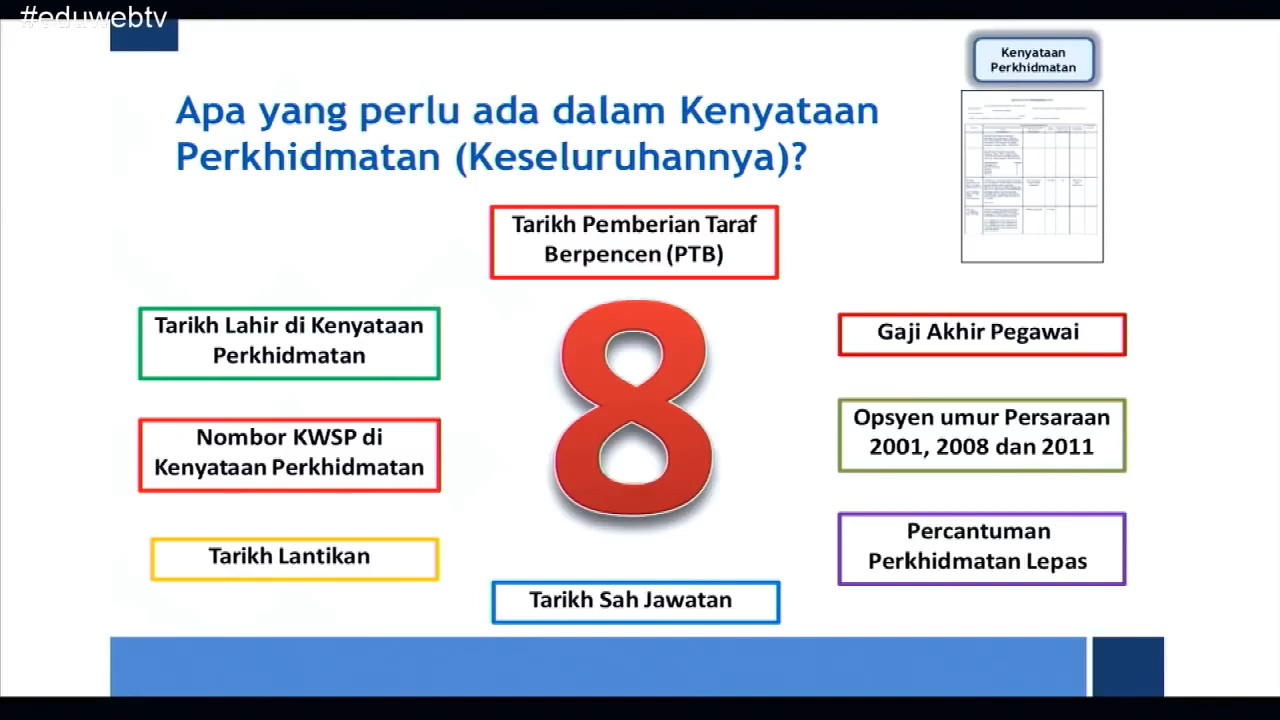 #eduwebtv
Kenyataan
Perkhidmatan
Apa yang perlu ada dalam Kenyataan
Perkhidmatan (Keseluruhannya)?
Tarikh Pemberian Taraf
Berpencen (PTB)
Tarikh Lahir di Kenyataan
Perkhidmatan
Gaji Akhir Pegawai
8
Nombor KWSP di
Kenyataan Perkhidmatan
Opsyen umur Persaraan
2001, 2008 dan 2011
Tarikh Lantikan
Percantuman
Perkhidmatan Lepas
Tarikh Sah Jawatan